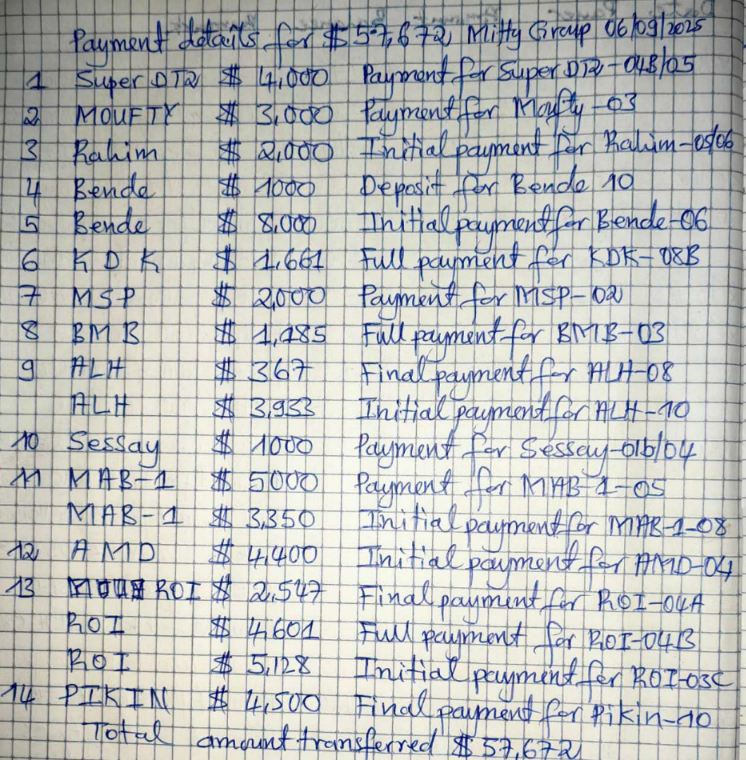 Payment details for $57,672, Mitty Group 06/09/2025
1 Super DT2 $ 4,000 Payment for Super DT2-04B/05
2 MOUFTY $ 3,000 Payment for Moufty-03
3 Rahim $ 2,000 Initial payment for Rahim-05/06
4 Bende $ 1000 Deposit for Bende 10
5 Bende $ 8,000 Initial payment for Bende-06
6 KDK $ 1,661 Full payment for KDK-08B
7 MSP $ 2,000 Payment for MSP-02
8 BMB $ 1,185 Full payment for BMB-03
9 ALH $ 367 Final payment for ALH-08
ALH $ 3,933 Initial payment for ALH-10
10 Sessay $ 1000 Payment for Sessay-01b/04
11 MAB-1 $ 5000 Payment for MAB-1-05
MAB-1 $ 3,350 Initial payment for MAB-1-08
12 AMD $ 4,400 Initial payment for AMD-04
13 ROI $ 2,547 Final payment for ROI-04A
ROI $ 4,601 Full payment for ROI-04B
ROI $ 5,128 Initial payment for ROI-03C
14 PIKIN $ 4,500 Final payment for Pikin-10
Total amount transferred $57,672